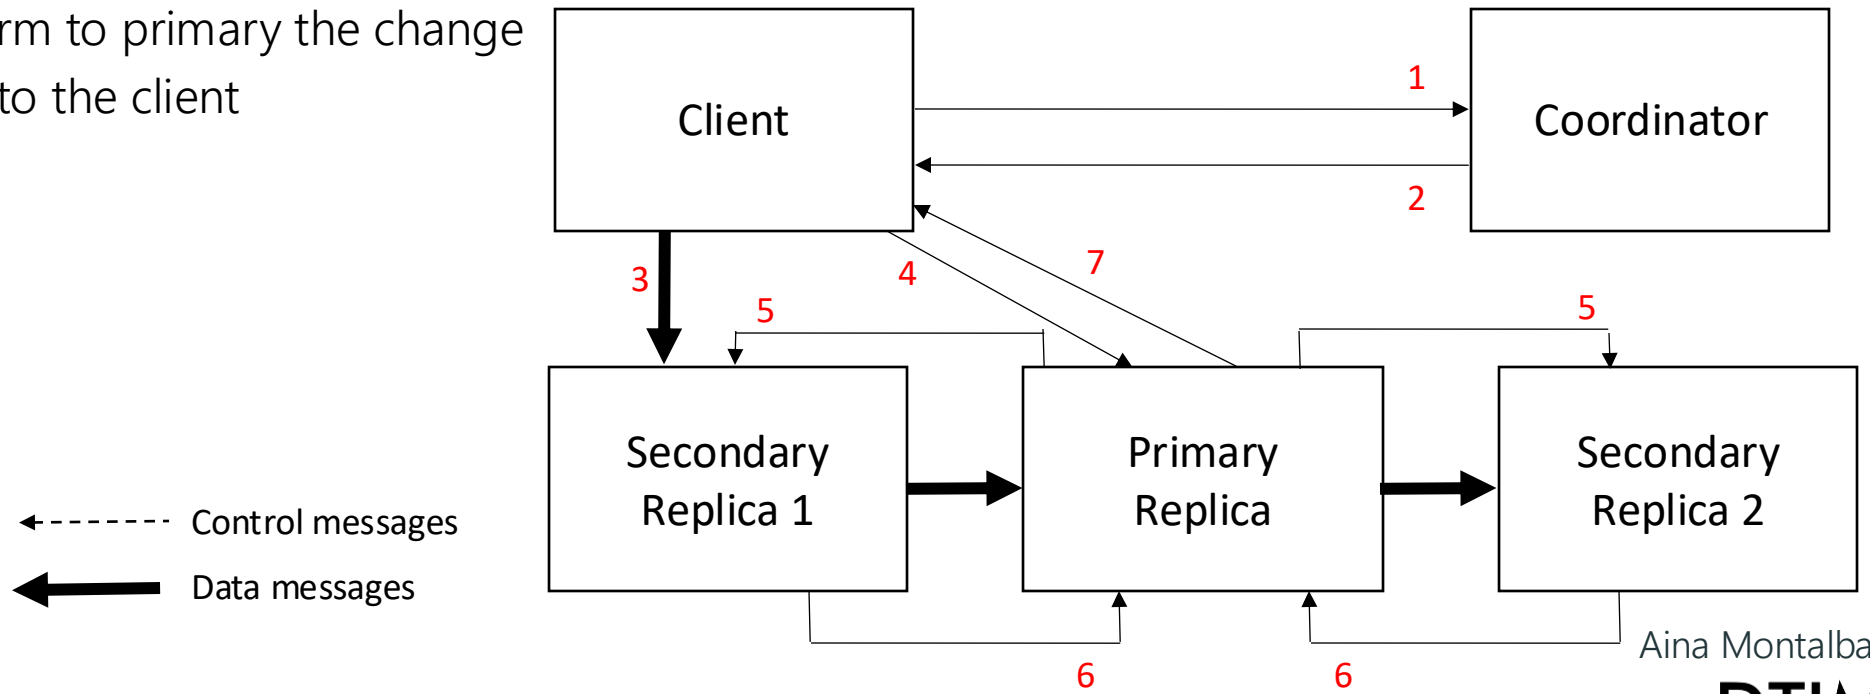 rm to primary the change
to the client
Client
Coordinator
1
2
3
4
7
5
5
Secondary
Replica 1
Primary
Replica
Secondary
Replica 2
Control messages
Data messages
6
6
Aina Montalba